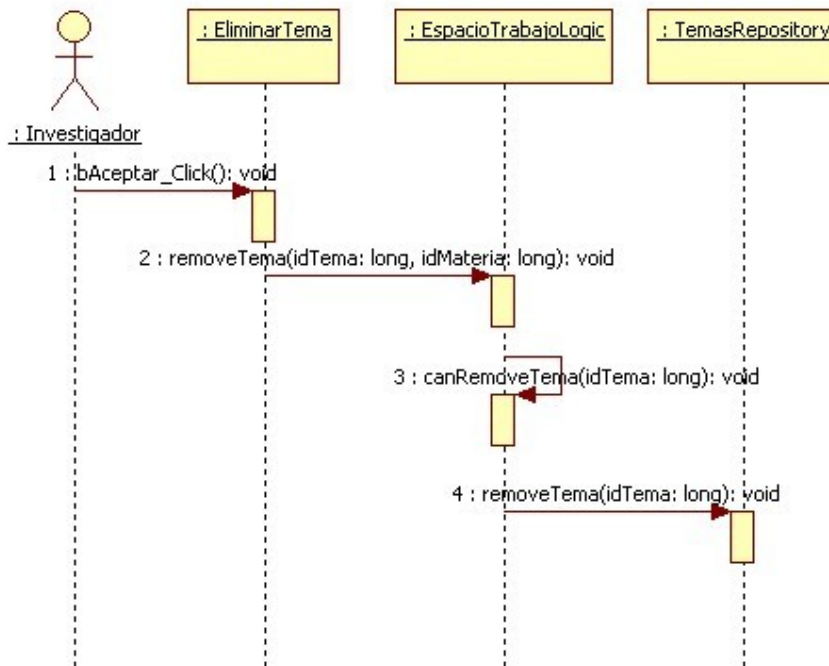 : EliminarTema
: EspacioTrabajoLogic
: TemasRepository
: Investigador
1 : bAceptar_Click(): void
2 : removeTema(idTema: long, idMateria: long): void
3 : canRemoveTema(idTema: long): void
4 : removeTema(idTema: long): void